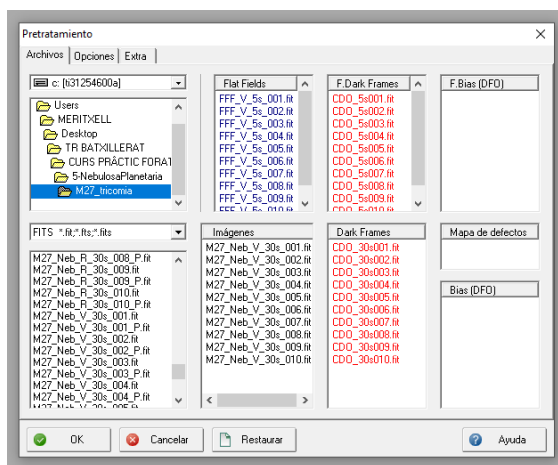 Pretratamiento
Archivos
Opciones
Extra
c: [ti31254600a]
Users
MERITXELL
Desktop
TR BATXILLERAT
CURS PRÀCTIC FORAT
5-NebulosaPlanetaria
M27_tricomia
FITS *.fit;*.fts;*.fits
M27_Neb_R_30s_008_P.fit
M27_Neb_R_30s_009.fit
M27_Neb_R_30s_009_P.fit
M27_Neb_R_30s_010.fit
M27_Neb_R_30s_010_P.fit
M27_Neb_V_30s_001.fit
M27_Neb_V_30s_001_P.fit
M27_Neb_V_30s_002.fit
M27_Neb_V_30s_002_P.fit
M27_Neb_V_30s_003.fit
M27_Neb_V_30s_003_P.fit
M27_Neb_V_30s_004.fit
M27_Neb_V_30s_004_P.fit
M27_Neb_V_30s_005.fit
Flat Fields
FFF_V_5s_001.fit
FFF_V_5s_002.fit
FFF_V_5s_003.fit
FFF_V_5s_004.fit
FFF_V_5s_005.fit
FFF_V_5s_006.fit
FFF_V_5s_007.fit
FFF_V_5s_008.fit
FFF_V_5s_009.fit
FFF_V_5s_010.fit
F.Dark Frames
CDO_5s001.fit
CDO_5s002.fit
CDO_5s003.fit
CDO_5s004.fit
CDO_5s005.fit
CDO_5s006.fit
CDO_5s007.fit
CDO_5s008.fit
CDO_5s009.fit
CDO_5s010.fit
F.Bias (DFO)
Imágenes
M27_Neb_V_30s_001.fit
M27_Neb_V_30s_002.fit
M27_Neb_V_30s_003.fit
M27_Neb_V_30s_004.fit
M27_Neb_V_30s_005.fit
M27_Neb_V_30s_006.fit
M27_Neb_V_30s_007.fit
M27_Neb_V_30s_008.fit
M27_Neb_V_30s_009.fit
M27_Neb_V_30s_010.fit
Dark Frames
CDO_30s001.fit
CDO_30s002.fit
CDO_30s003.fit
CDO_30s004.fit
CDO_30s005.fit
CDO_30s006.fit
CDO_30s007.fit
CDO_30s008.fit
CDO_30s009.fit
CDO_30s010.fit
Mapa de defectos
Bias (DFO)
OK
Cancelar
Restaurar
Ayuda